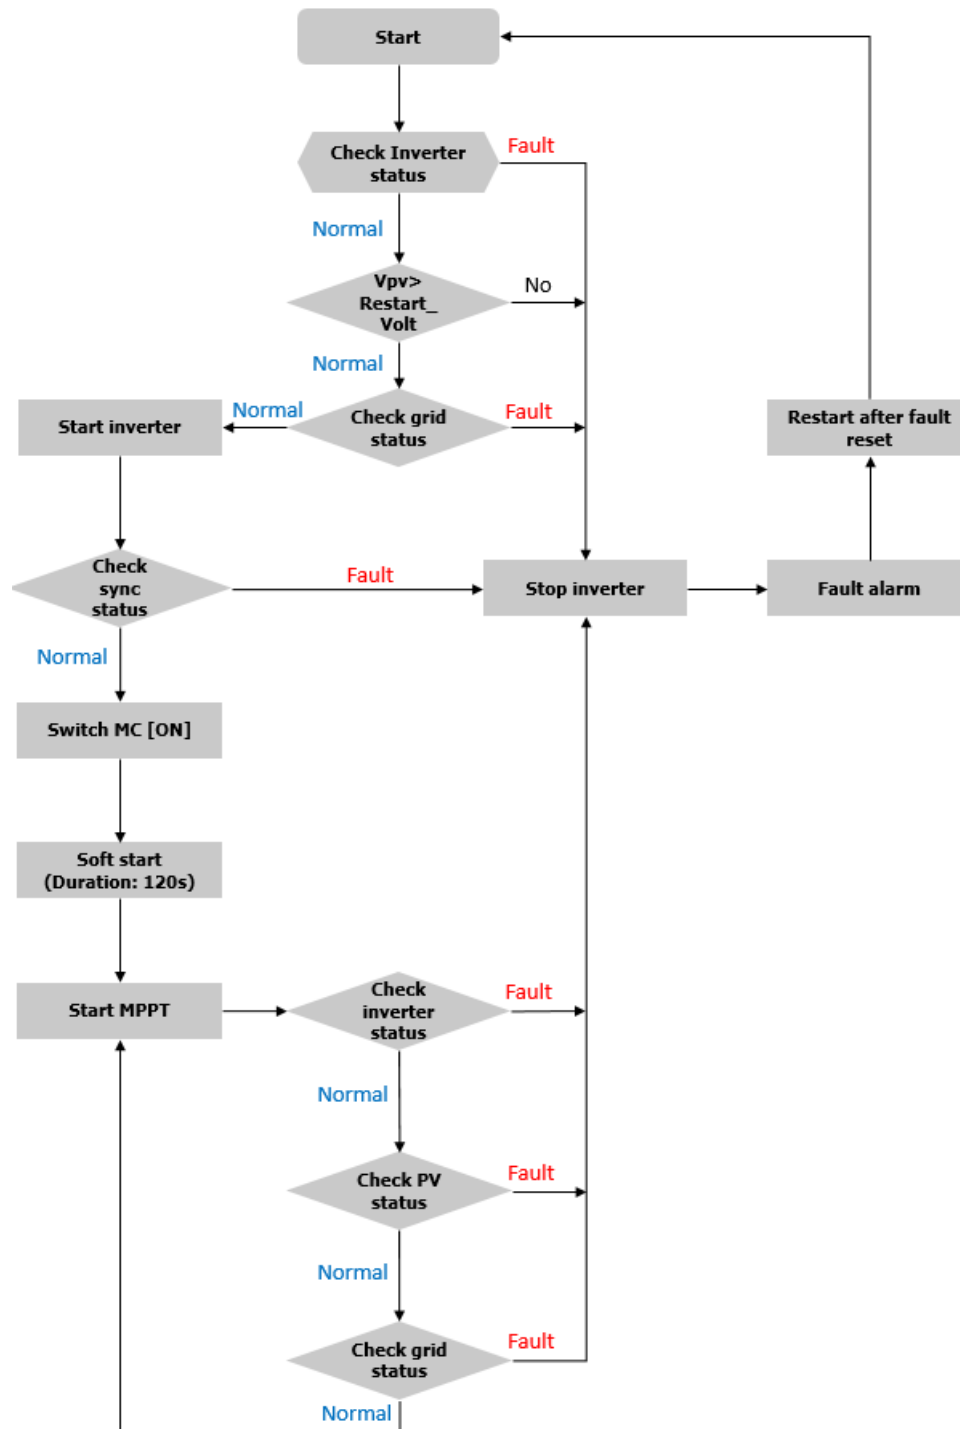 Start
Check Inverter
status
Fault
Normal
Vpv>
Restart_
Volt
No
Normal
Check grid
status
Normal
Fault
Start inverter
Restart after fault
reset
Check
sync
status
Fault
Stop inverter
Fault alarm
Normal
Switch MC [ON]
Soft start
(Duration: 120s)
Start MPPT
Check
inverter
status
Fault
Normal
Check PV
status
Fault
Normal
Check grid
status
Fault
Normal